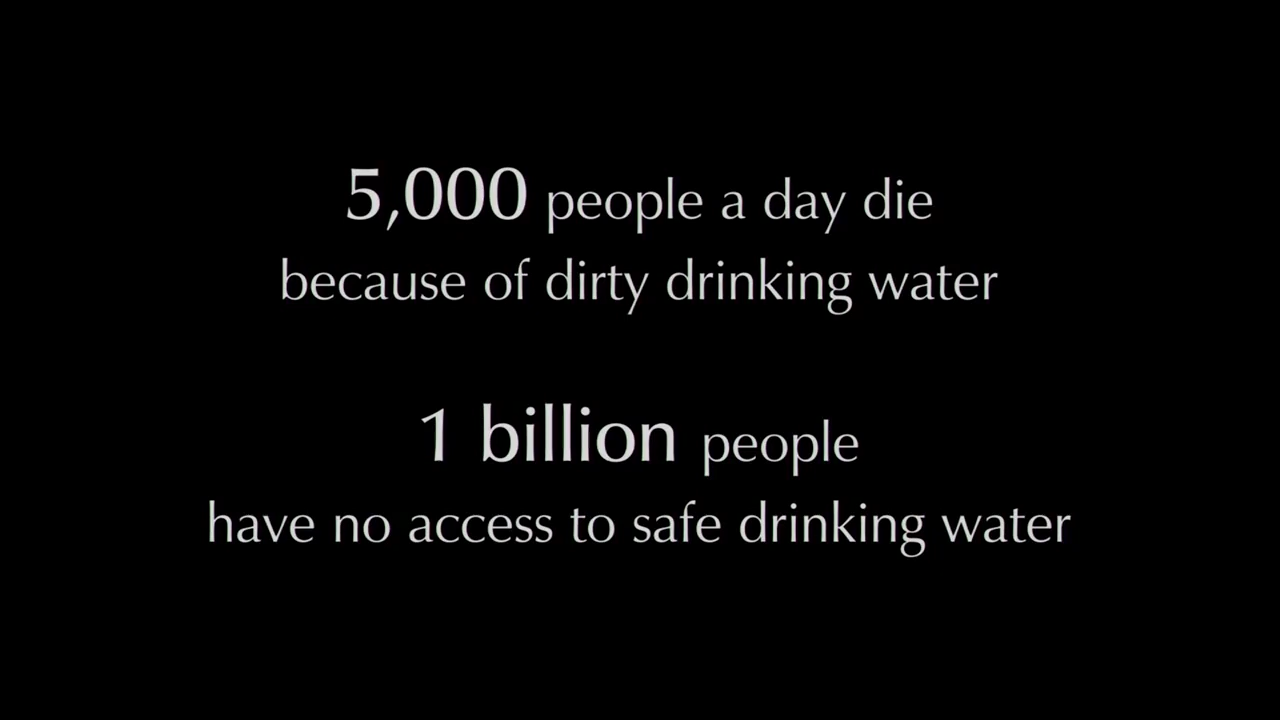 5,000 people a day die
because of dirty drinking water
1 billion people
have no access to safe drinking water